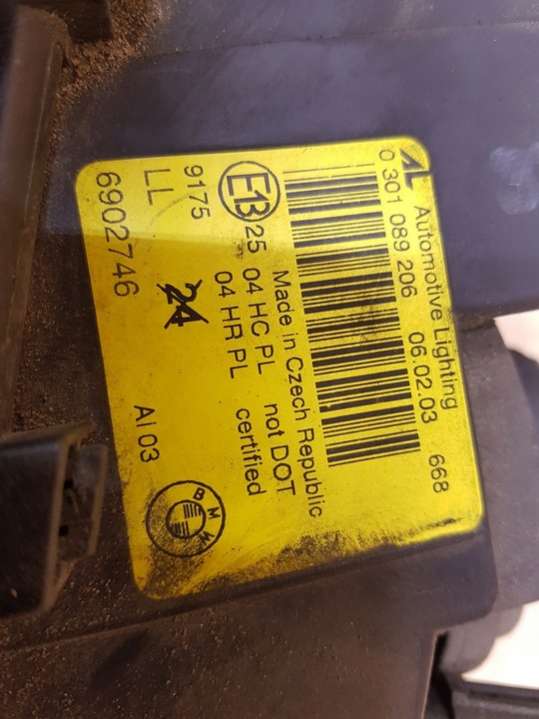 AL Automotive Lighting
0 301 089 206 06.02.03 668
Made in Czech Republic
E13 25 04 HC PL not DOT
04 HR PL certified
9175
LL 24
6902746 AI 03
BMW